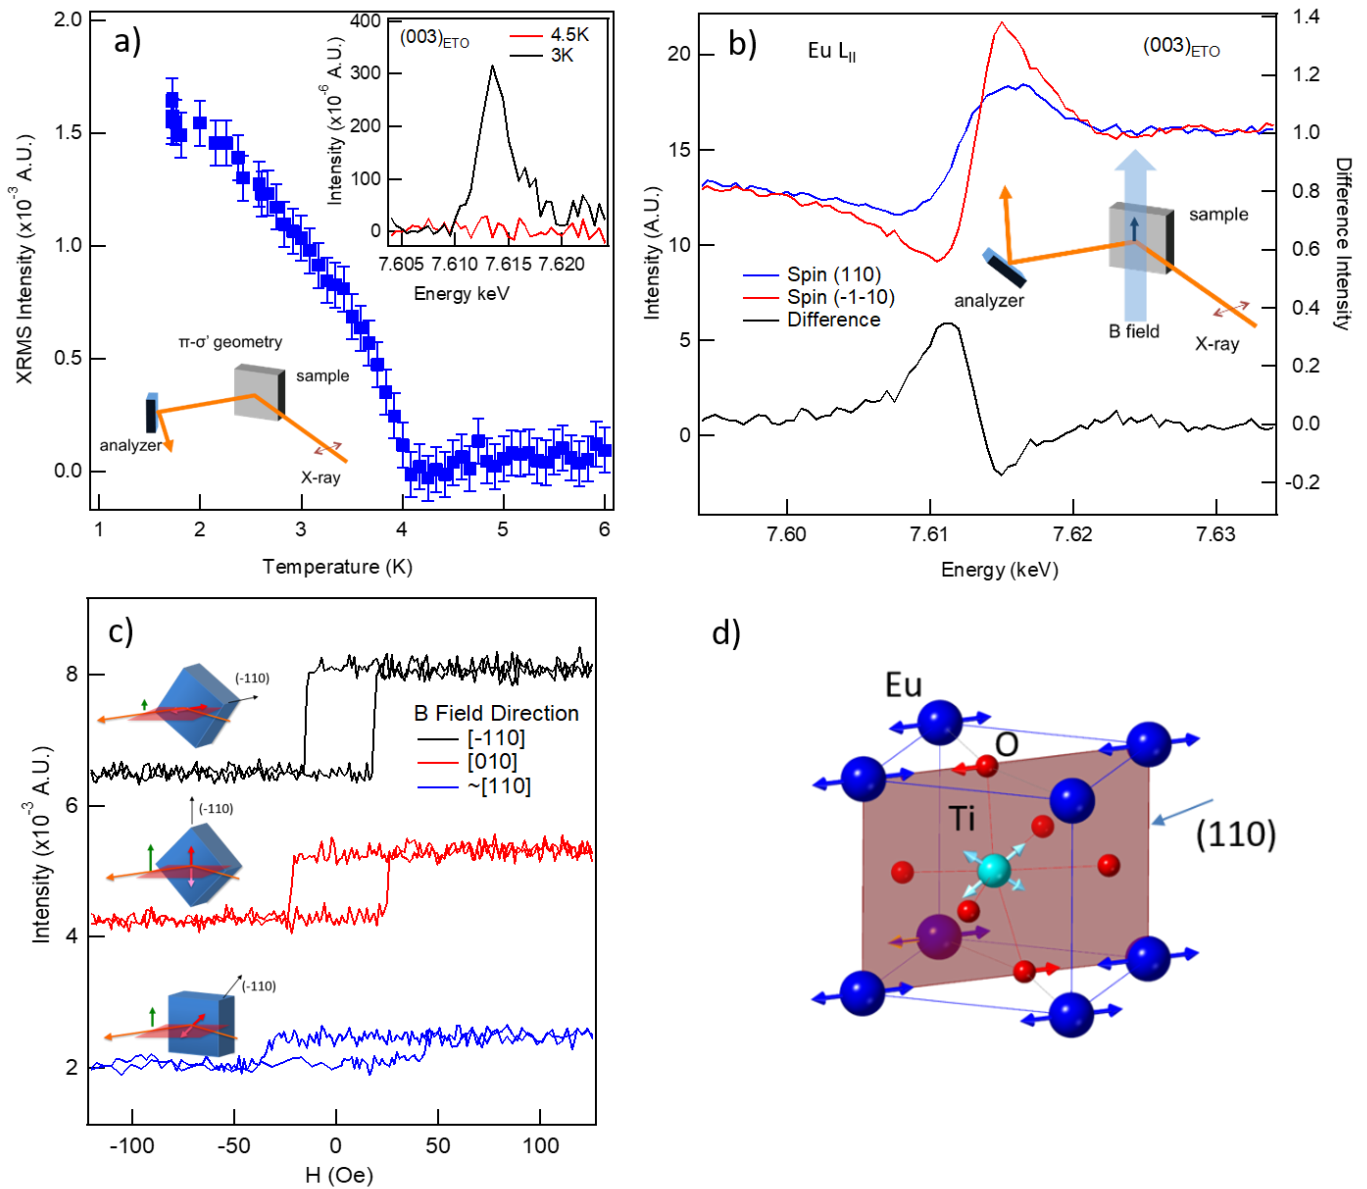 a)
2.0
1.5
1.0
0.5
0.0
XRMS Intensity (x10⁻³ A.U.)
1 2 3 4 5 6
Temperature (K)
π-σ' geometry
sample
analyzer
X-ray
(003)ETO
4.5K
3K
400
300
200
100
0
Intensity (x10⁻⁶ A.U.)
7.605 7.610 7.615 7.620
Energy keV
b)
Eu LII
(003)ETO
20
15
10
5
0
Intensity (A.U.)
1.4
1.2
1.0
0.8
0.6
0.4
0.2
0.0
-0.2
Difference Intensity
Spin (110)
Spin (-1-10)
Difference
sample
analyzer
B field
X-ray
7.60 7.61 7.62 7.63
Energy (keV)
c)
8
6
4
2
Intensity (x10⁻³ A.U.)
(-110)
B Field Direction
[-110]
[010]
~[110]
(-110)
(-110)
-100 -50 0 50 100
H (Oe)
d)
Eu
O
Ti
(110)